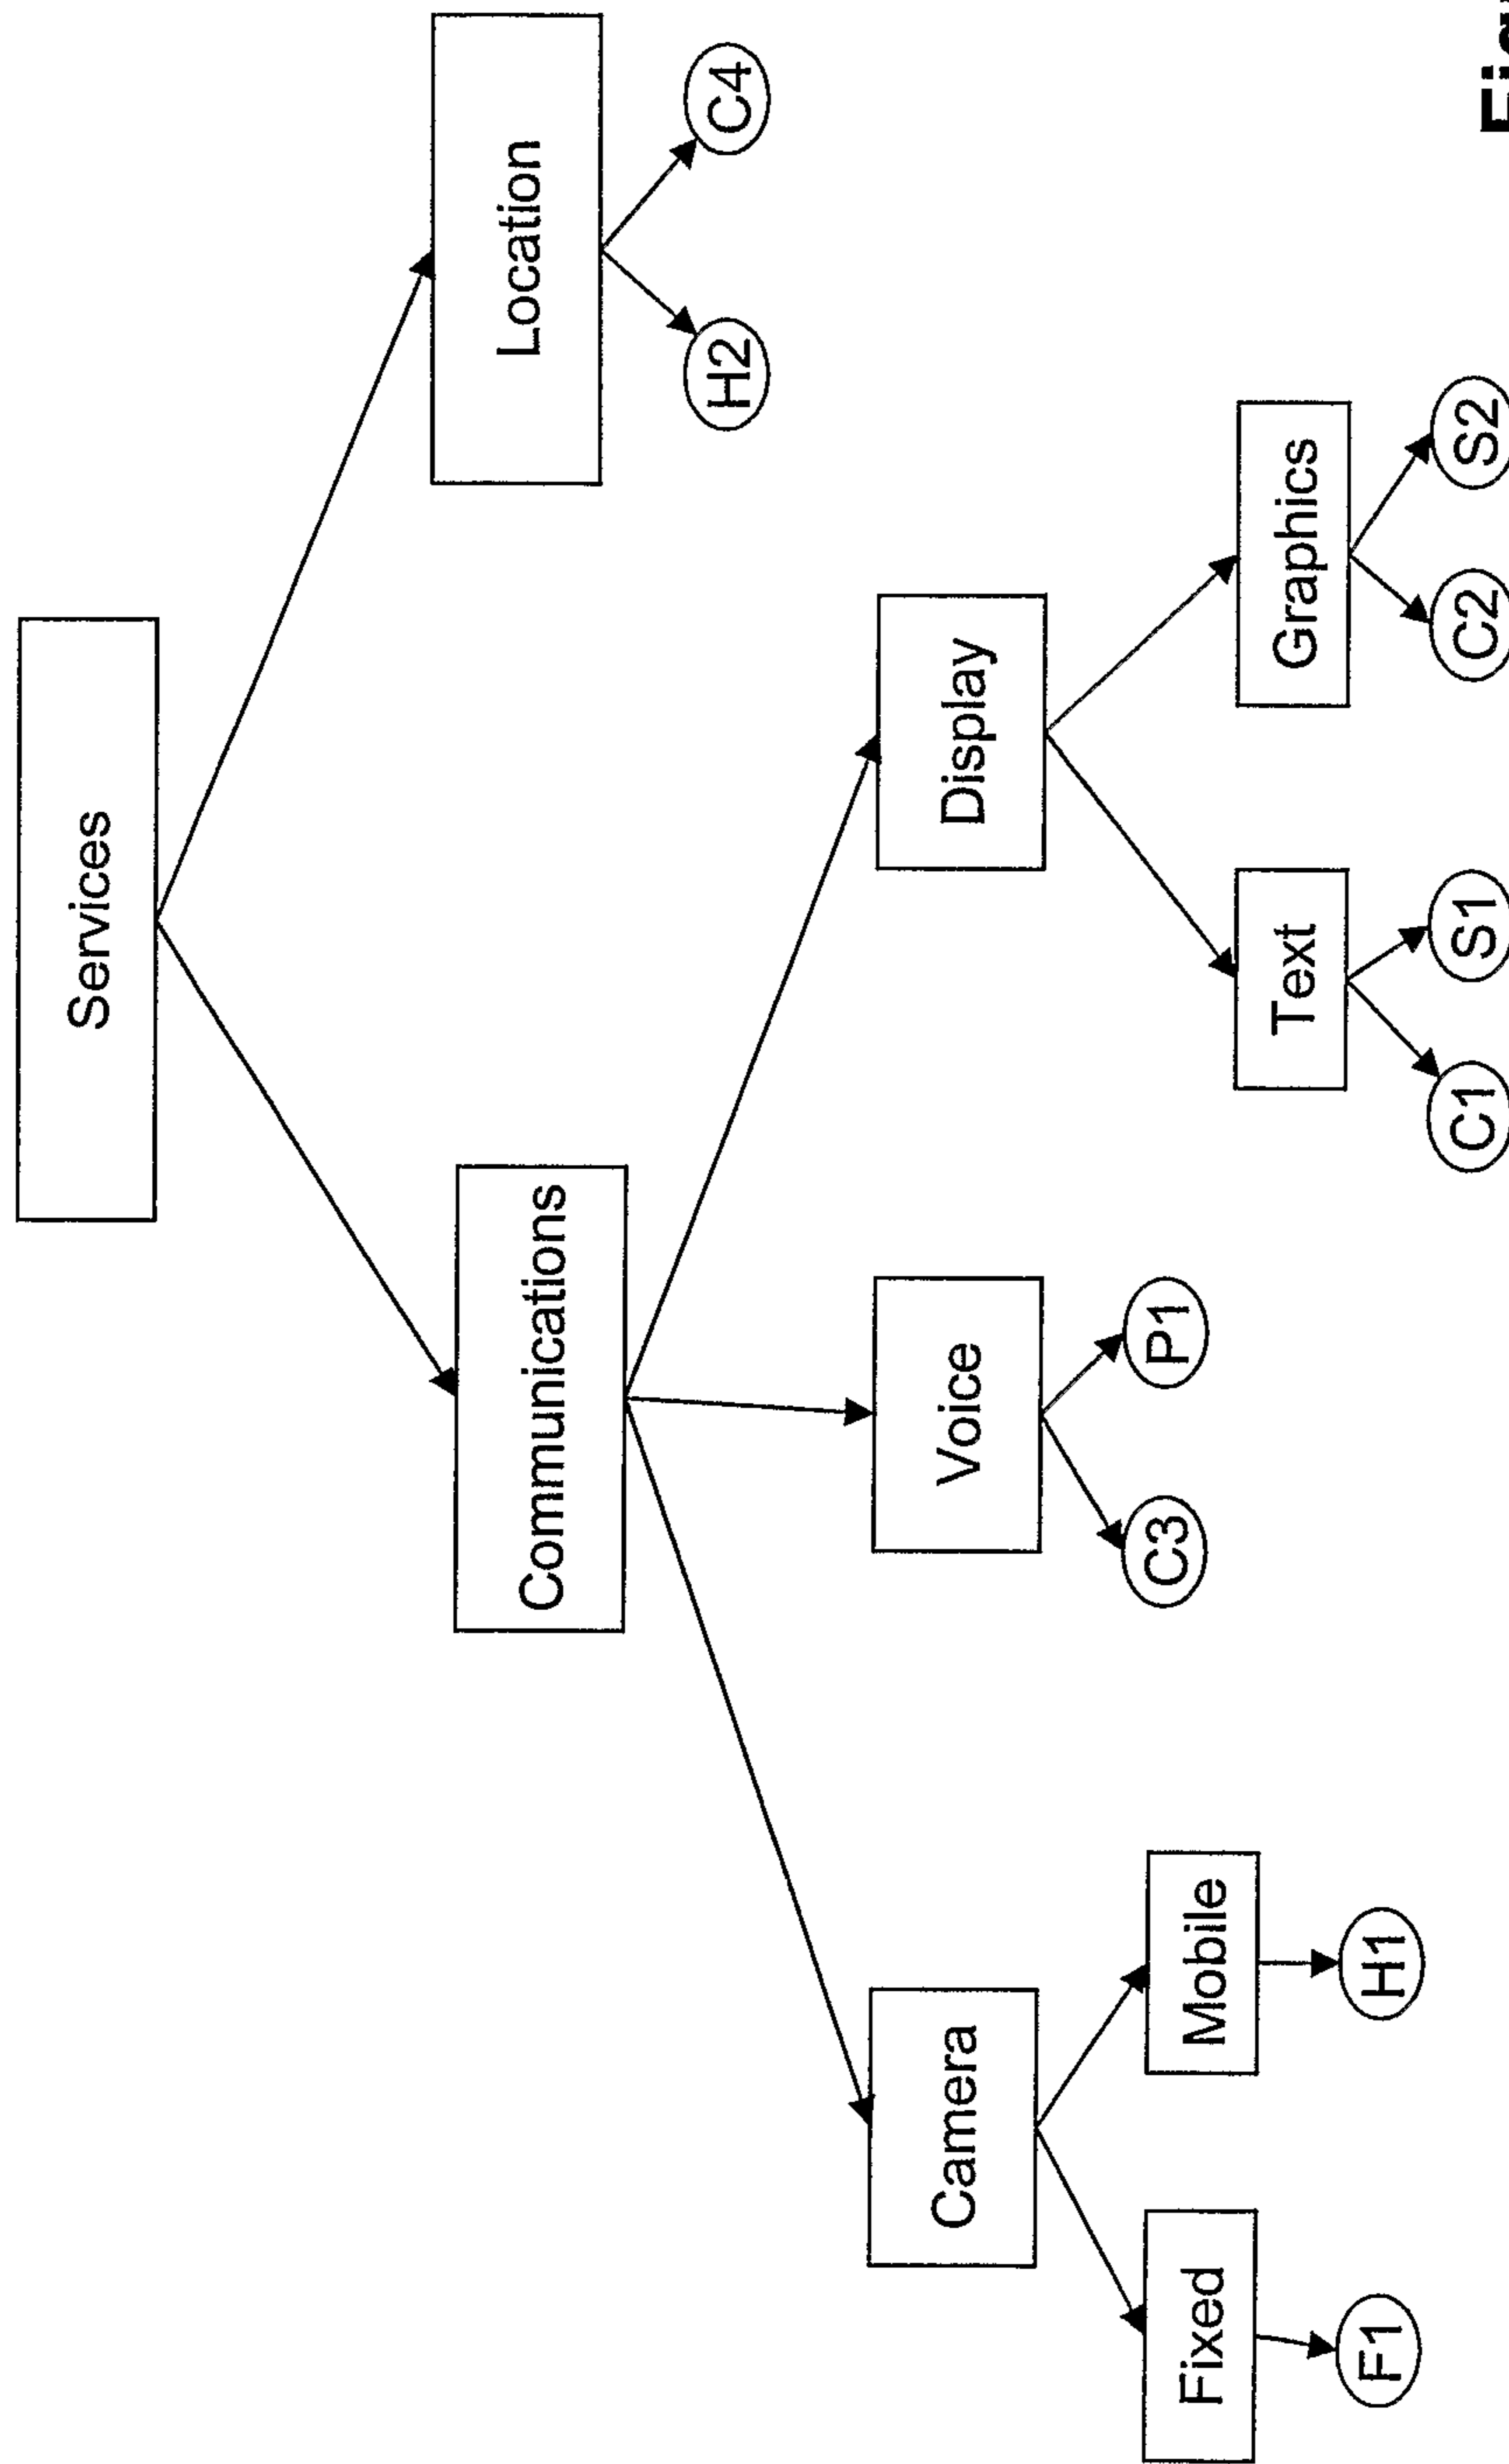 Services
Communications
Location
H2
C4
Camera
Voice
Display
C3
P1
Fixed
Mobile
Text
Graphics
F1
H1
C1
S1
C2
S2